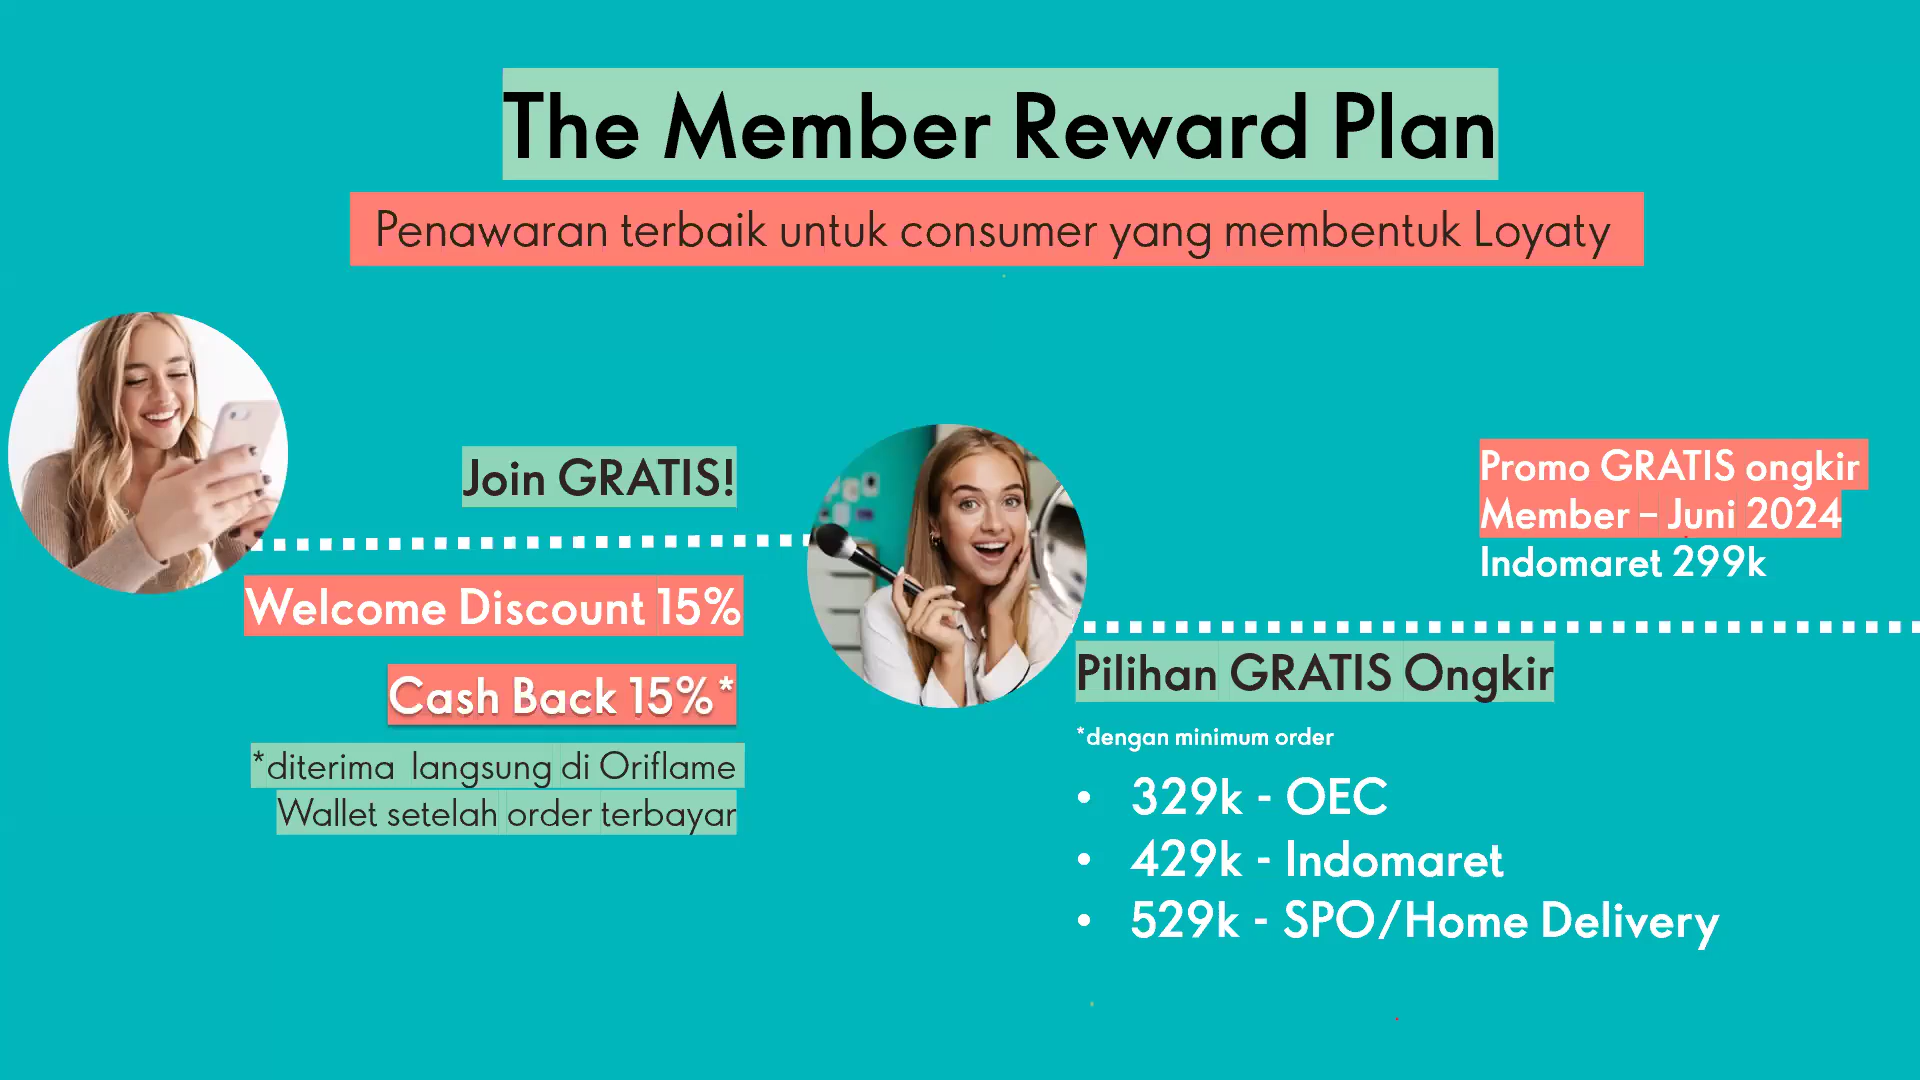 The Member Reward Plan
Penawaran terbaik untuk consumer yang membentuk Loyaty
Join GRATIS!
Welcome Discount 15%
Cash Back 15%*
*diterima langsung di Oriflame
Wallet setelah order terbayar
Promo GRATIS ongkir
Member – Juni 2024
Indomaret 299k
Pilihan GRATIS Ongkir
*dengan minimum order
• 329k - OEC
• 429k - Indomaret
• 529k - SPO/Home Delivery